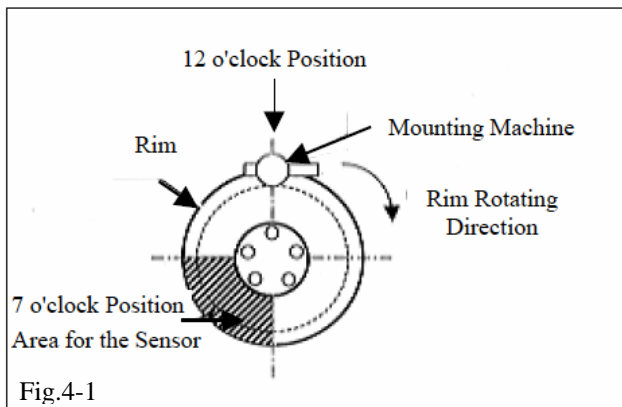 12 o'clock Position
Mounting Machine
Rim
Rim Rotating
Direction
7 o'clock Position
Area for the Sensor
Fig.4-1